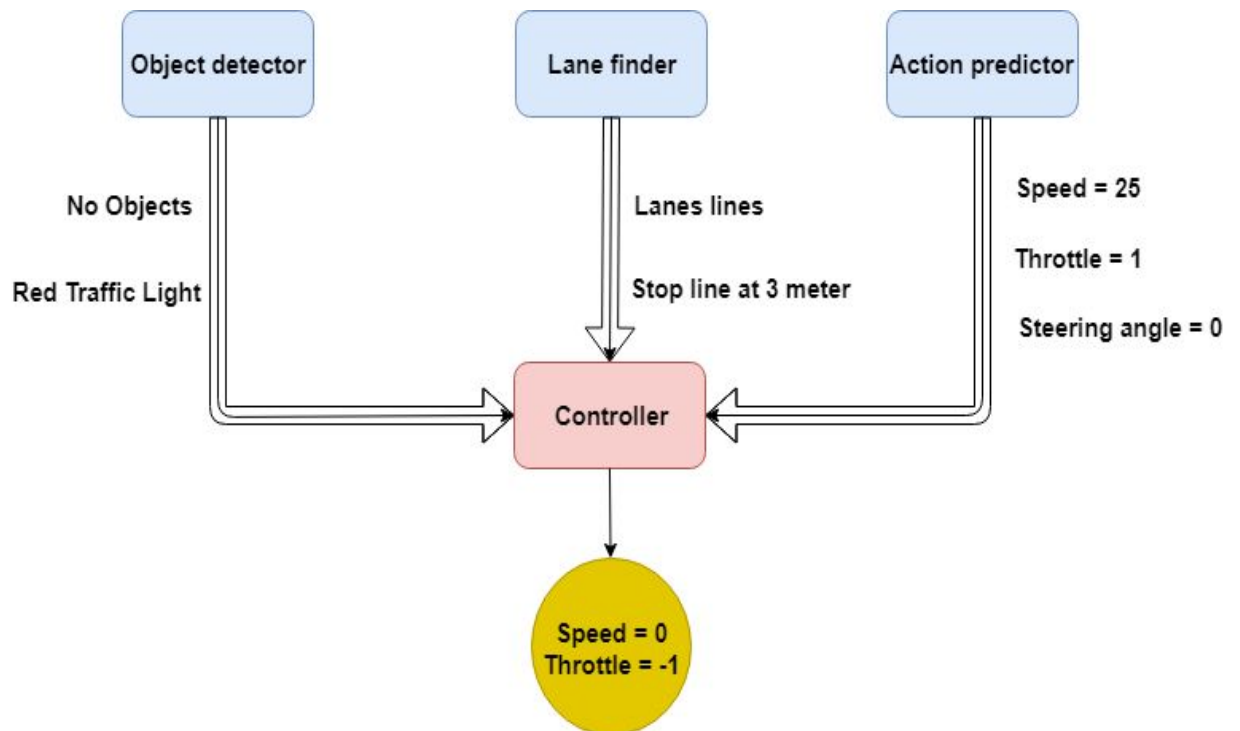 Object detector
Lane finder
Action predictor
No Objects
Red Traffic Light
Lanes lines
Stop line at 3 meter
Speed = 25
Throttle = 1
Steering angle = 0
Controller
Speed = 0
Throttle = -1